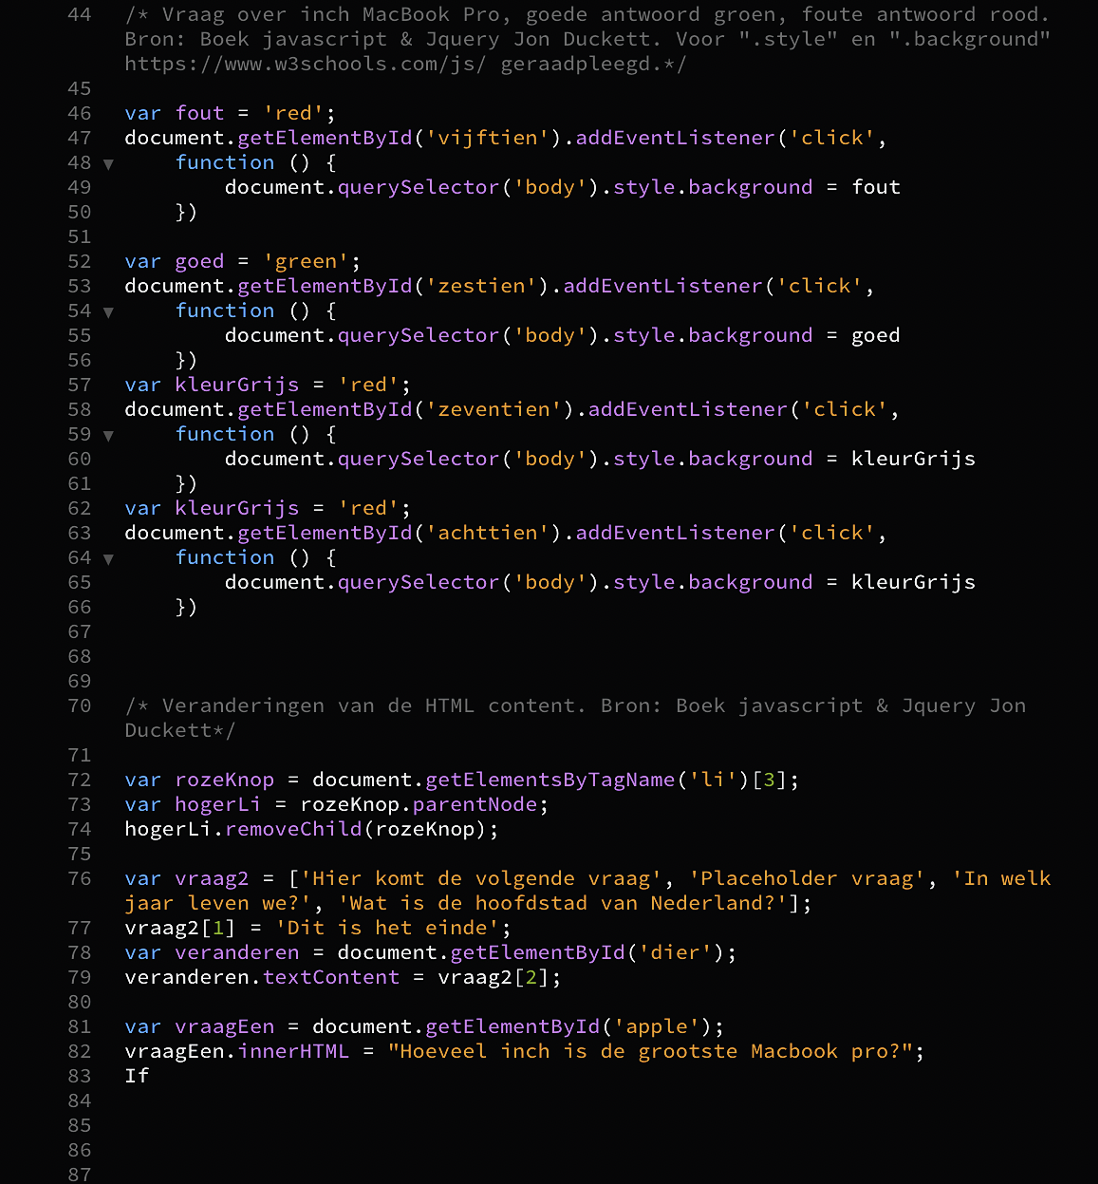 44 /* Vraag over inch MacBook Pro, goede antwoord groen, foute antwoord rood.
Bron: Boek javascript & Jquery Jon Duckett. Voor ".style" en ".background"
https://www.w3schools.com/js/ geraadpleegd.*/
45
46 var fout = 'red';
47 document.getElementById('vijftien').addEventListener('click',
48 ▼     function () {
49         document.querySelector('body').style.background = fout
50     })
51
52 var goed = 'green';
53 document.getElementById('zestien').addEventListener('click',
54 ▼     function () {
55         document.querySelector('body').style.background = goed
56     })
57 var kleurGrijs = 'red';
58 document.getElementById('zeventien').addEventListener('click',
59 ▼     function () {
60         document.querySelector('body').style.background = kleurGrijs
61     })
62 var kleurGrijs = 'red';
63 document.getElementById('achttien').addEventListener('click',
64 ▼     function () {
65         document.querySelector('body').style.background = kleurGrijs
66     })
67
68
69
70 /* Veranderingen van de HTML content. Bron: Boek javascript & Jquery Jon
Duckett*/
71
72 var rozeKnop = document.getElementsByTagName('li')[3];
73 var hogerLi = rozeKnop.parentNode;
74 hogerLi.removeChild(rozeKnop);
75
76 var vraag2 = ['Hier komt de volgende vraag', 'Placeholder vraag', 'In welk
jaar leven we?', 'Wat is de hoofdstad van Nederland?'];
77 vraag2[1] = 'Dit is het einde';
78 var veranderen = document.getElementById('dier');
79 veranderen.textContent = vraag2[2];
80
81 var vraagEen = document.getElementById('apple');
82 vraagEen.innerHTML = "Hoeveel inch is de grootste Macbook pro?";
83 If
84
85
86
87